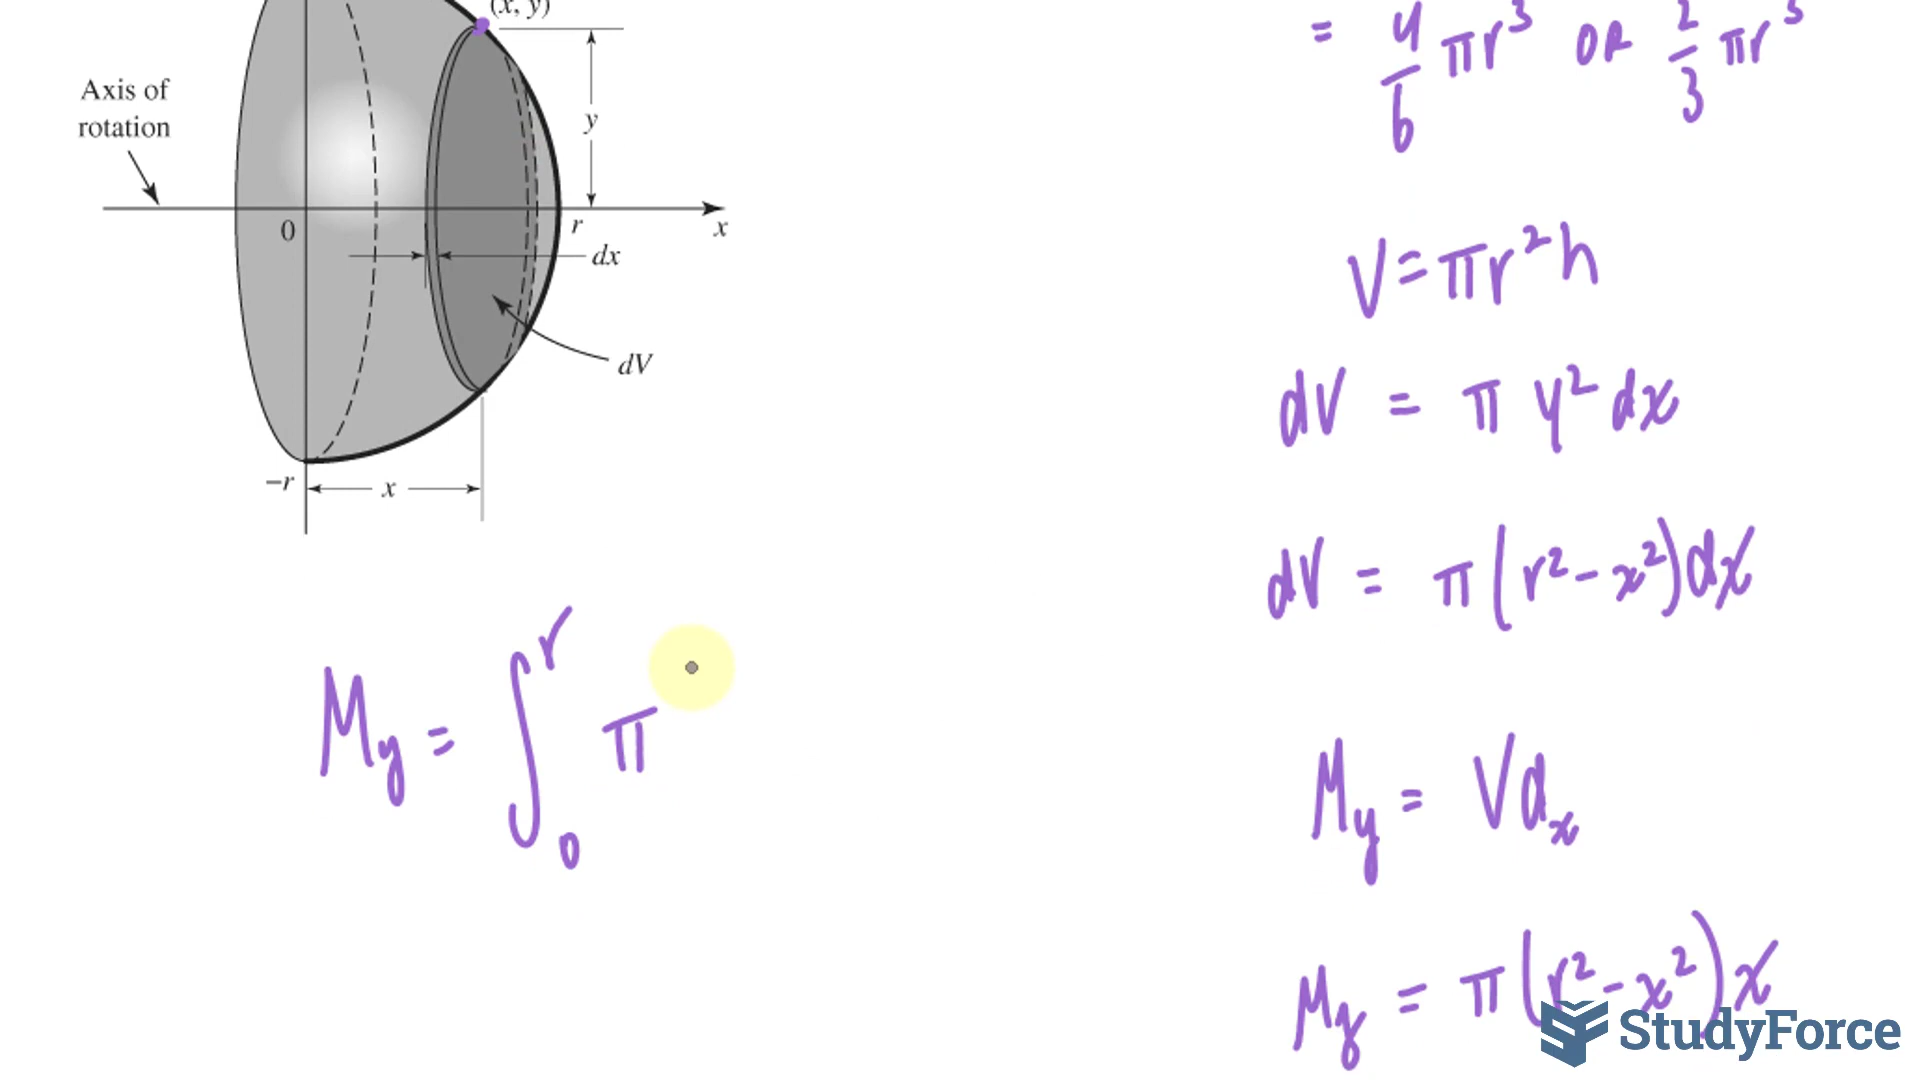 (x, y)
Axis of
rotation
y
0
r
x
dx
dV
−r
x
= 4/6 πr³ OR 2/3 πr³
V = πr²h
dV = π y² dx
dV = π(r² − x²)dx
My = ∫₀ʳ π
My = Vdₓ
My = π(r² − x²)x
StudyForce